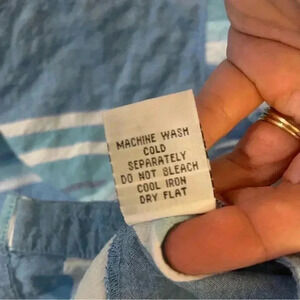 MACHINE WASH
COLD
SEPARATELY
DO NOT BLEACH
COOL IRON
DRY FLAT